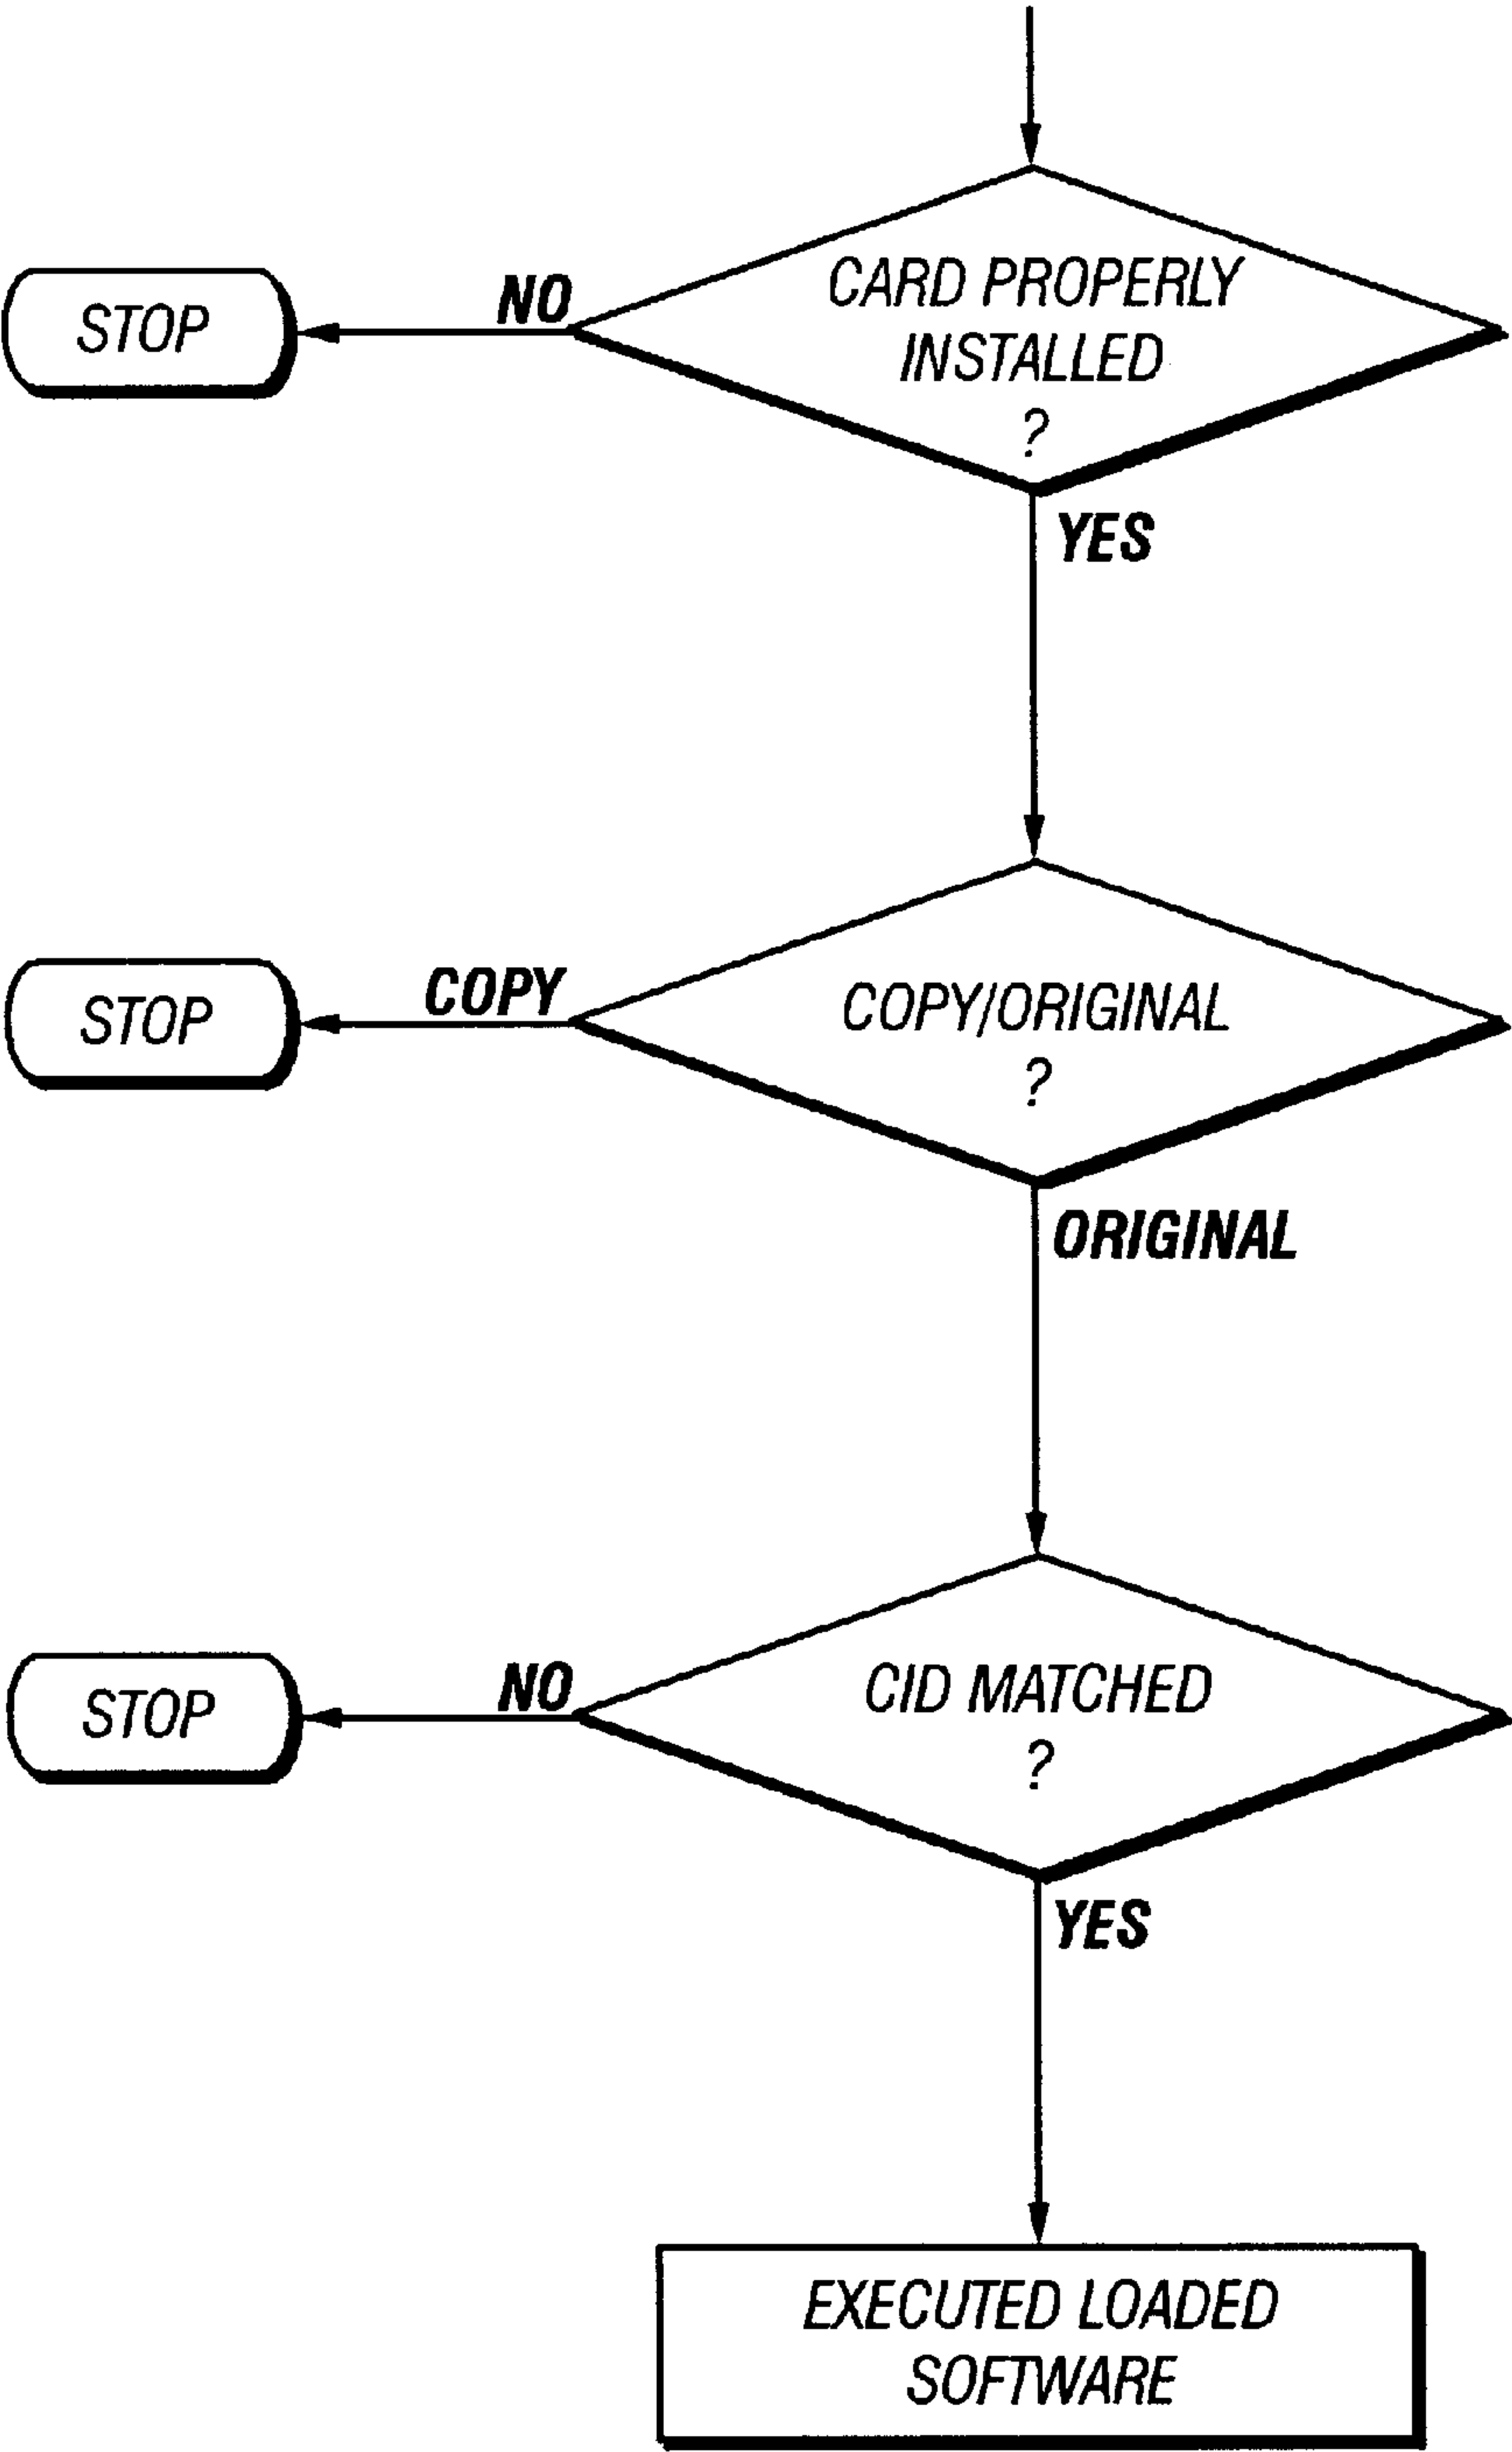 CARD PROPERLY
INSTALLED
?
NO
STOP
YES
COPY/ORIGINAL
?
COPY
STOP
ORIGINAL
CID MATCHED
?
NO
STOP
YES
EXECUTED LOADED
SOFTWARE